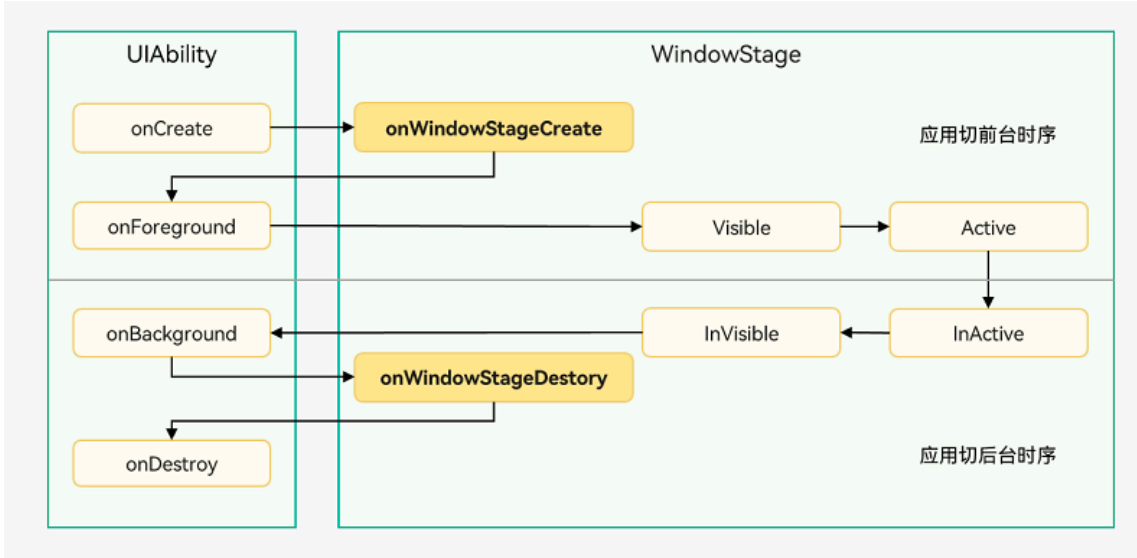 UIAbility
WindowStage
onCreate
onWindowStageCreate
应用切前台时序
onForeground
Visible
Active
onBackground
InVisible
InActive
onWindowStageDestory
onDestroy
应用切后台时序